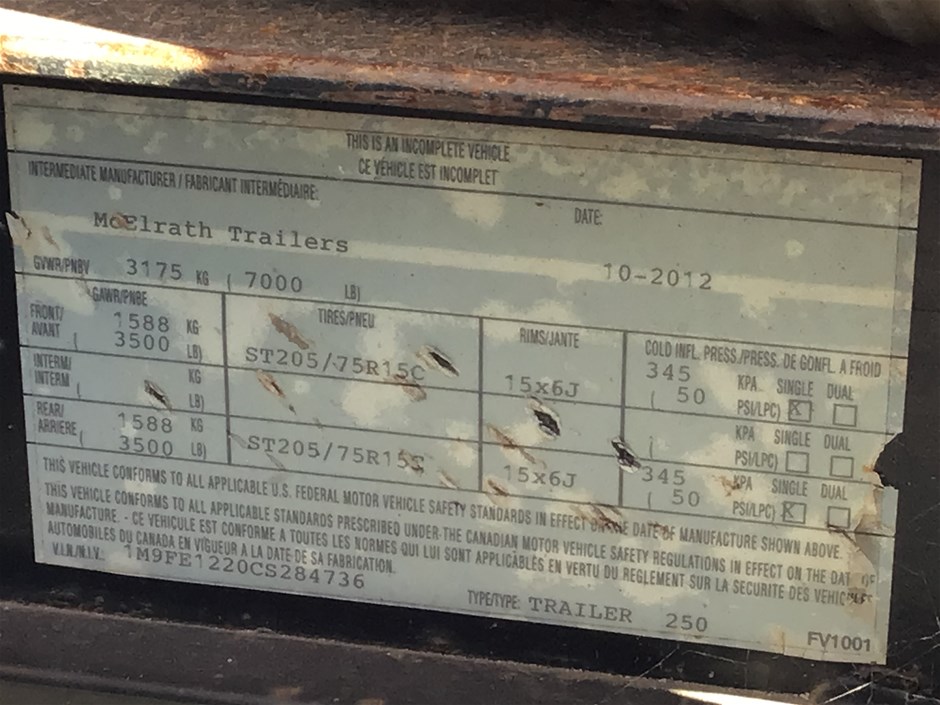 THIS IS AN INCOMPLETE VEHICLE
CE VÉHICLE EST INCOMPLET
INTERMEDIATE MANUFACTURER / FABRICANT INTERMÉDIAIRE: DATE:
McElrath Trailers 10-2012
GVWR/PNBV 3175 KG ( 7000 LB)
GAWR/PNBE TIRES/PNEU RIMS/JANTE COLD INFL. PRESS./PRESS. DE GONFL. A FROID
FRONT/ 1588 KG 345 KPA SINGLE DUAL
AVANT ( 3500 LB) ST205/75R15C 15x6J ( 50 PSI/LPC) X
INTERM/ KG KPA SINGLE DUAL
INTERM ( LB) ( PSI/LPC)
REAR/ 1588 KG 345 KPA SINGLE DUAL
ARRIERE ( 3500 LB) ST205/75R15C 15x6J ( 50 PSI/LPC) X
THIS VEHICLE CONFORMS TO ALL APPLICABLE U.S. FEDERAL MOTOR VEHICLE SAFETY STANDARDS IN EFFECT ON THE DATE OF MANUFACTURE SHOWN ABOVE.
THIS VEHICLE CONFORMS TO ALL APPLICABLE STANDARDS PRESCRIBED UNDER THE CANADIAN MOTOR VEHICLE SAFETY REGULATIONS IN EFFECT ON THE DATE OF
MANUFACTURE. - CE VÉHICULE EST CONFORME A TOUTES LES NORMES QUI LUI SONT APPLICABLES EN VERTU DU REGLEMENT SUR LA SECURITE DES VEHICULES
AUTOMOBILES DU CANADA EN VIGUEUR A LA DATE DE SA FABRICATION.
V.I.N./N.I.V.: 1M9FE1220CS284736
TYPE/TYPE: TRAILER 250
FV1001